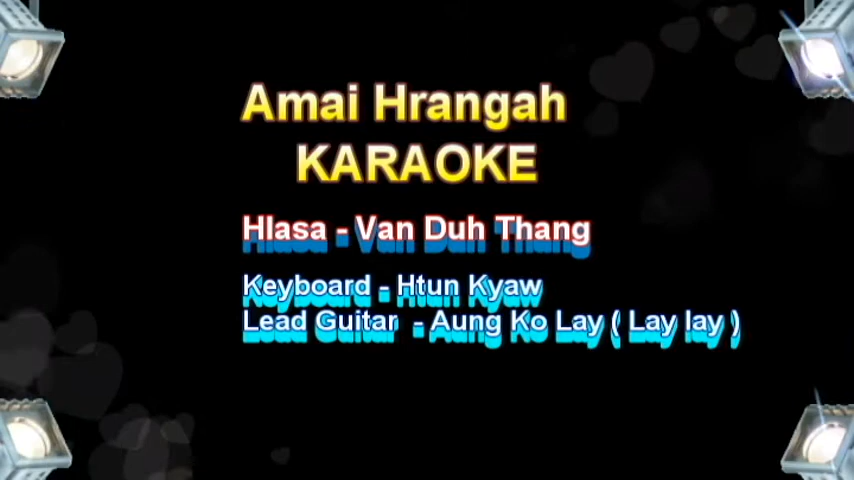 Amai Hrangah
KARAOKE
Hlasa - Van Duh Thang
Keyboard - Htun Kyaw
Lead Guitar - Aung Ko Lay ( Lay lay )